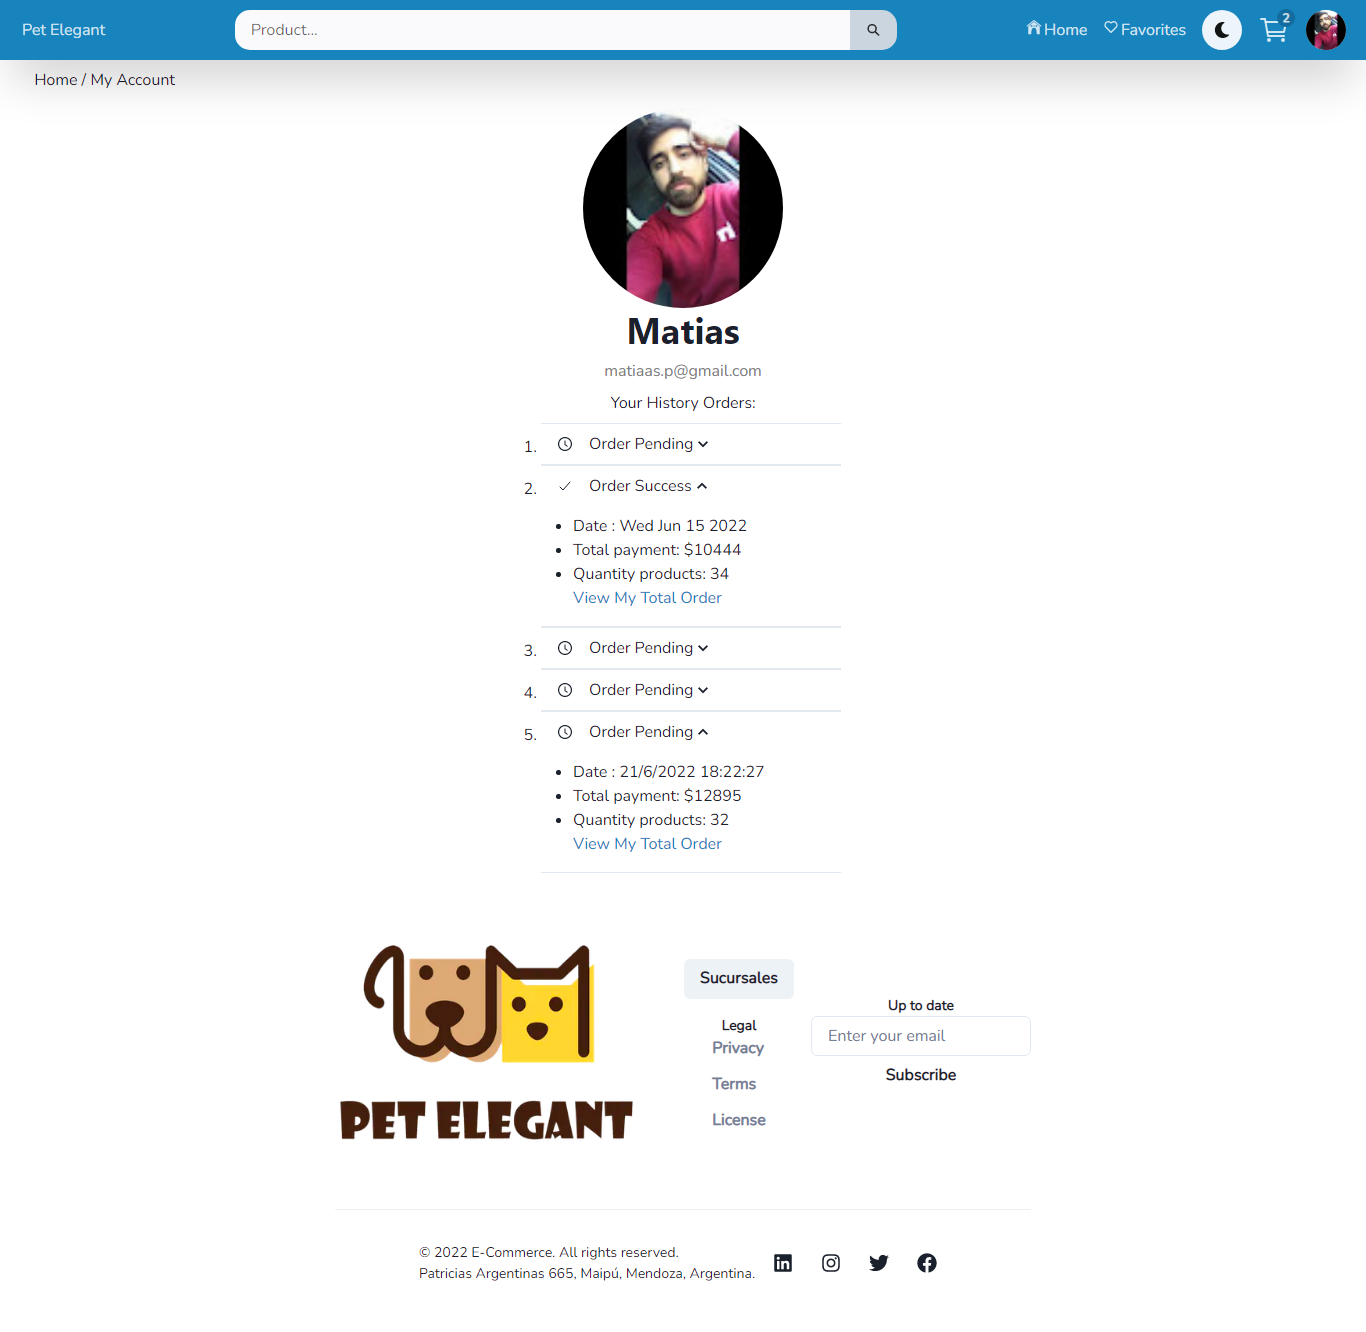 Pet Elegant
Product...
Home
Favorites
2
Home / My Account
Matias
matiaas.p@gmail.com
Your History Orders:
1. Order Pending
2. Order Success
Date : Wed Jun 15 2022
Total payment: $10444
Quantity products: 34
View My Total Order
3. Order Pending
4. Order Pending
5. Order Pending
Date : 21/6/2022 18:22:27
Total payment: $12895
Quantity products: 32
View My Total Order
PET ELEGANT
Sucursales
Legal
Privacy
Terms
License
Up to date
Enter your email
Subscribe
© 2022 E-Commerce. All rights reserved.
Patricias Argentinas 665, Maipú, Mendoza, Argentina.